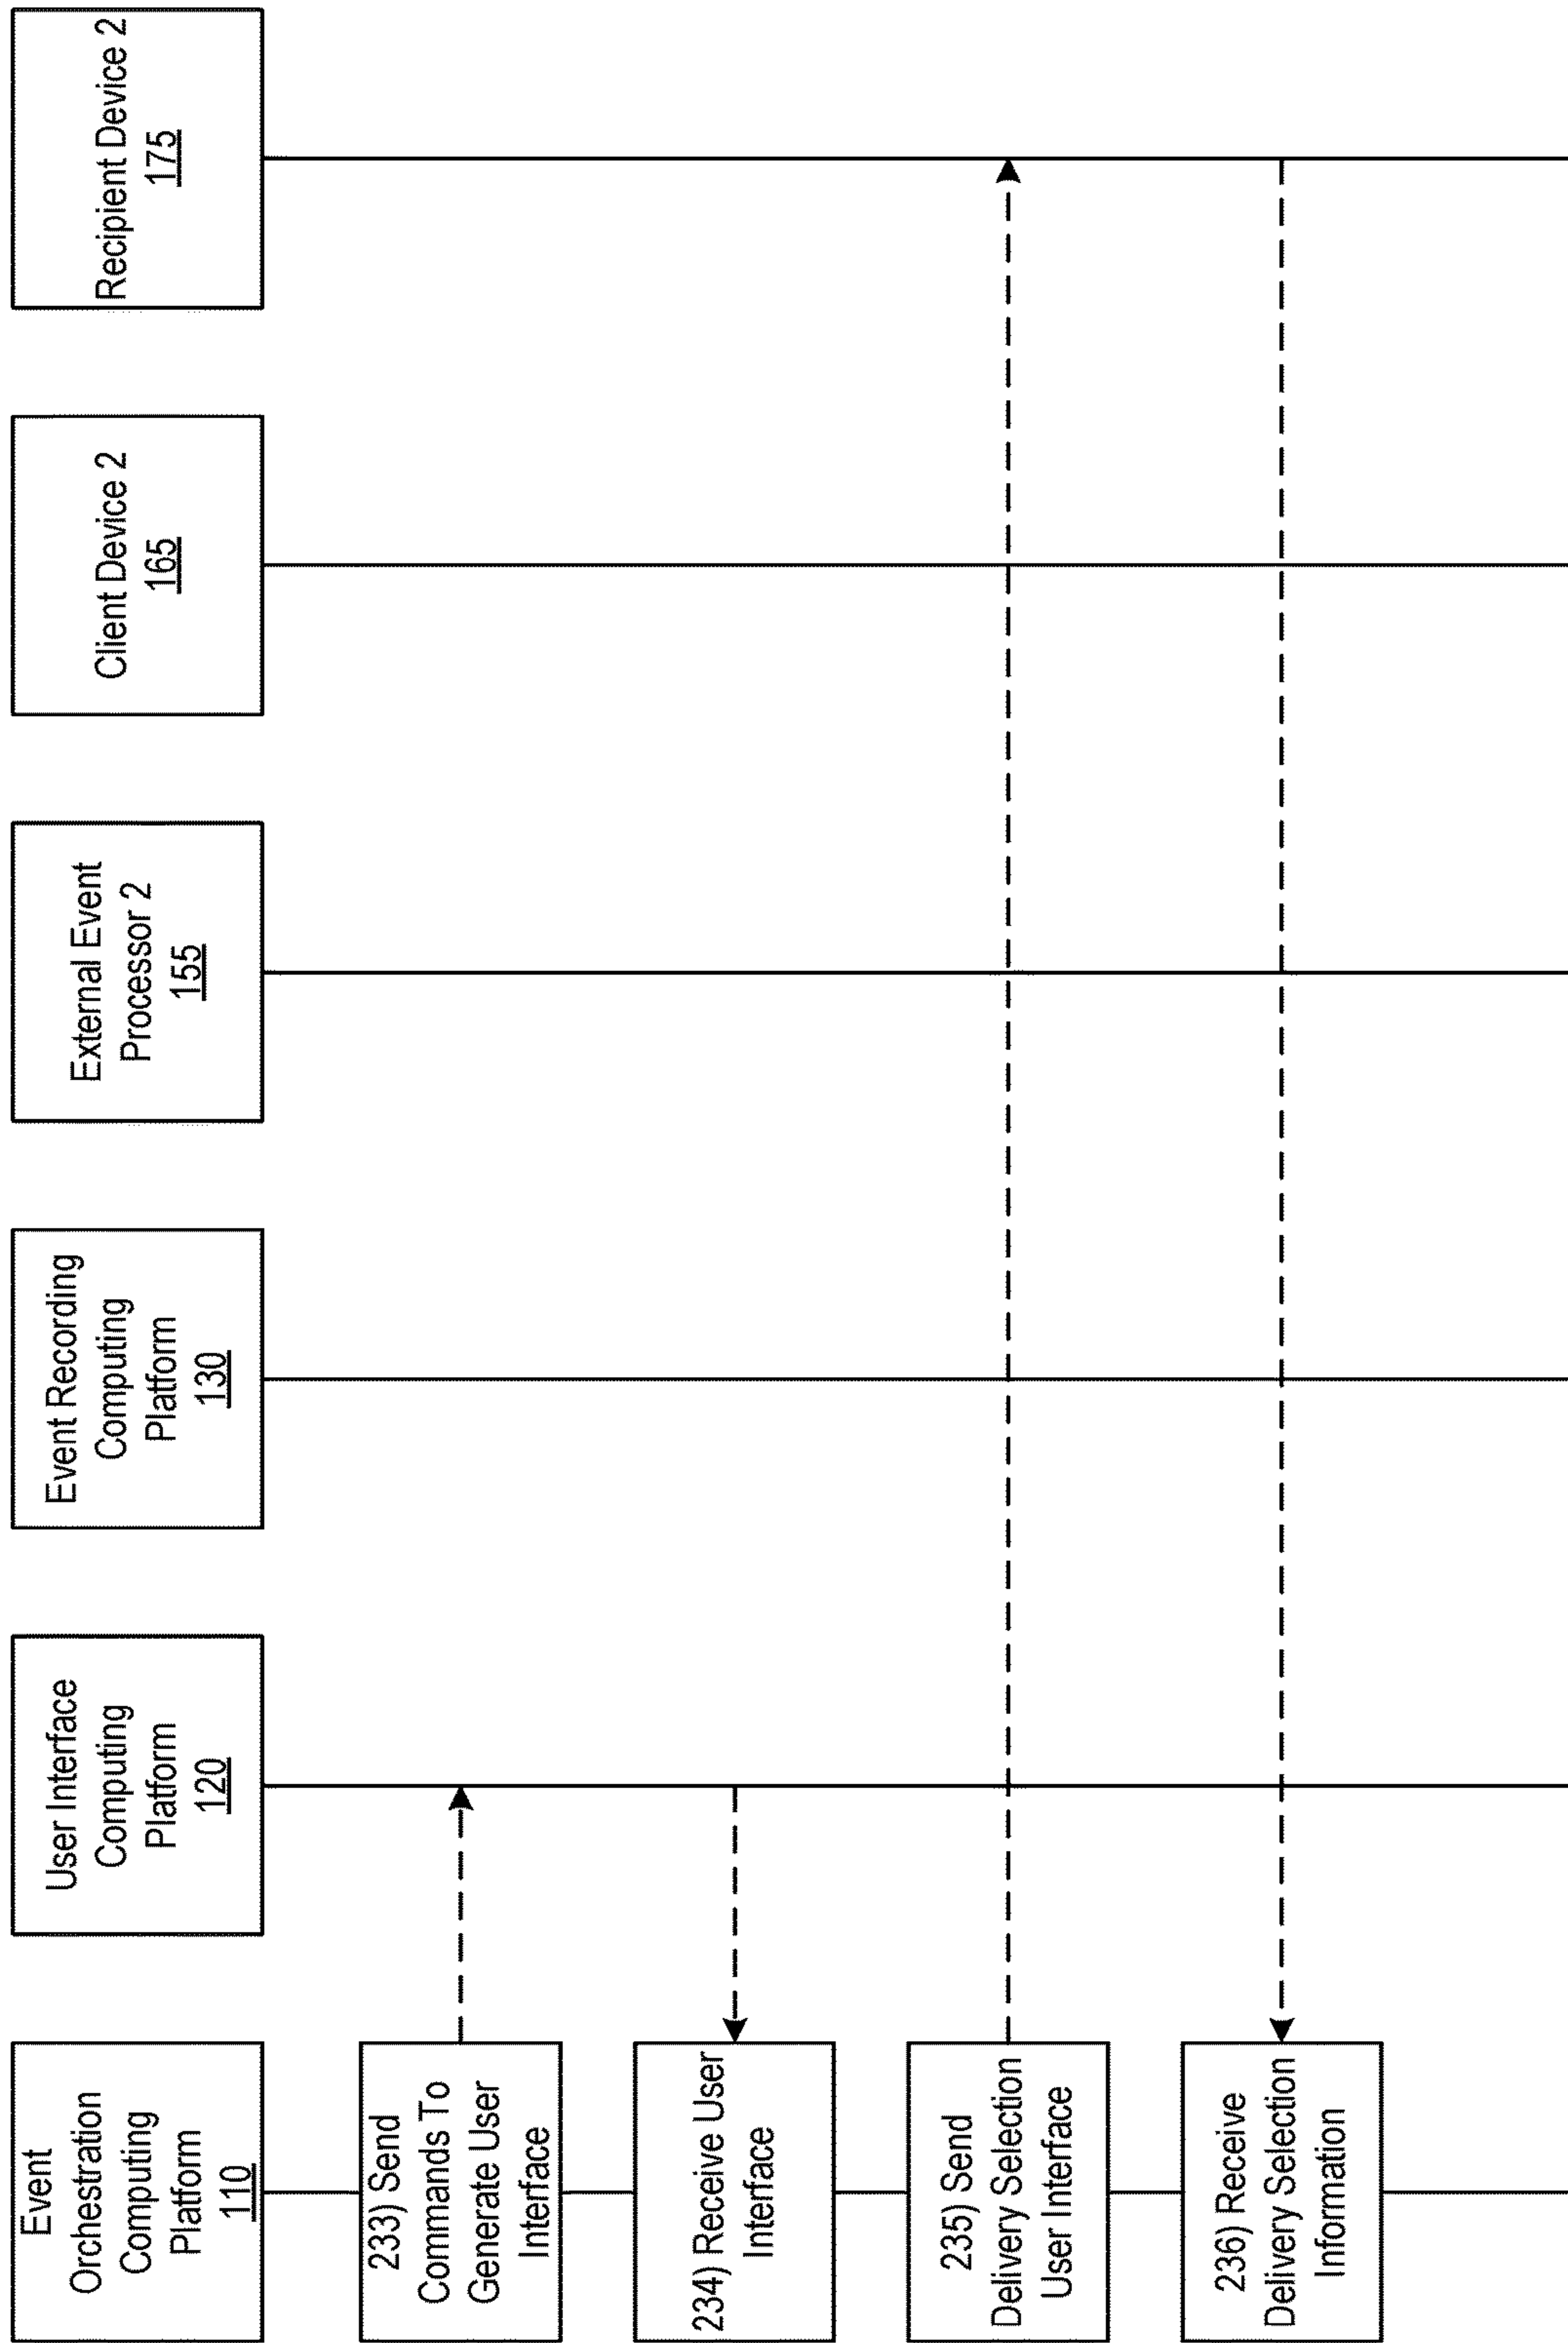 Event
Orchestration
Computing
Platform
110
User Interface
Computing
Platform
120
Event Recording
Computing
Platform
130
External Event
Processor 2
155
Client Device 2
165
Recipient Device 2
175
233) Send
Commands To
Generate User
Interface
234) Receive User
Interface
235) Send
Delivery Selection
User Interface
236) Receive
Delivery Selection
Information